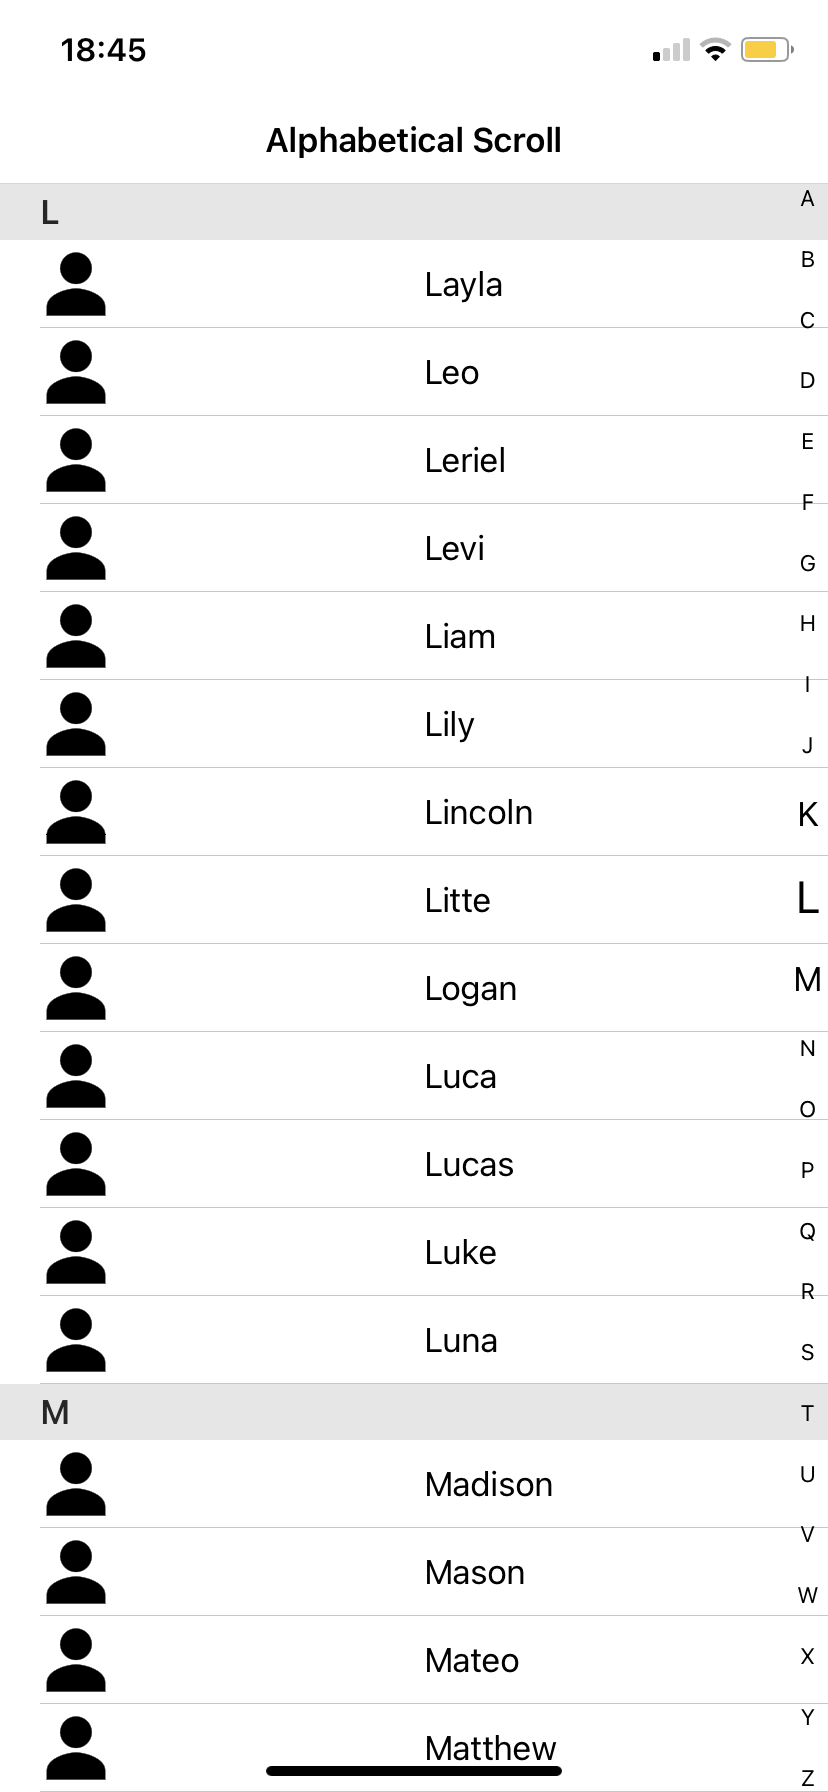 18:45
Alphabetical Scroll
L
Layla
Leo
Leriel
Levi
Liam
Lily
Lincoln
Litte
Logan
Luca
Lucas
Luke
Luna
M
Madison
Mason
Mateo
Matthew
A
B
C
D
E
F
G
H
I
J
K
L
M
N
O
P
Q
R
S
T
U
V
W
X
Y
Z